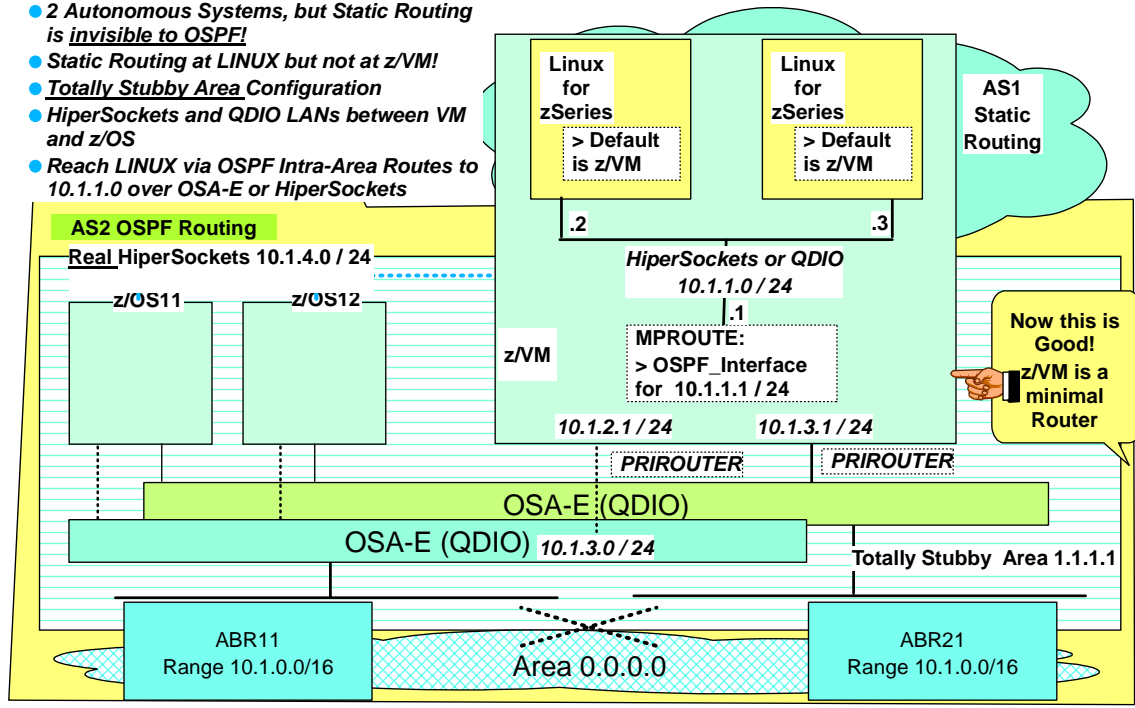 2 Autonomous Systems, but Static Routing
is invisible to OSPF!
Static Routing at LINUX but not at z/VM!
Totally Stubby Area Configuration
HiperSockets and QDIO LANs between VM
and z/OS
Reach LINUX via OSPF Intra-Area Routes to
10.1.1.0 over OSA-E or HiperSockets
Linux
for
zSeries
> Default
is z/VM
Linux
for
zSeries
> Default
is z/VM
AS1
Static
Routing
.2
.3
AS2 OSPF Routing
Real HiperSockets 10.1.4.0 / 24
z/OS11
z/OS12
HiperSockets or QDIO
10.1.1.0 / 24
.1
z/VM
MPROUTE:
> OSPF_Interface
for 10.1.1.1 / 24
Now this is
Good!
z/VM is a
minimal
Router
10.1.2.1 / 24
10.1.3.1 / 24
PRIROUTER
PRIROUTER
OSA-E (QDIO)
OSA-E (QDIO)
10.1.3.0 / 24
Totally Stubby Area 1.1.1.1
ABR11
Range 10.1.0.0/16
Area 0.0.0.0
ABR21
Range 10.1.0.0/16